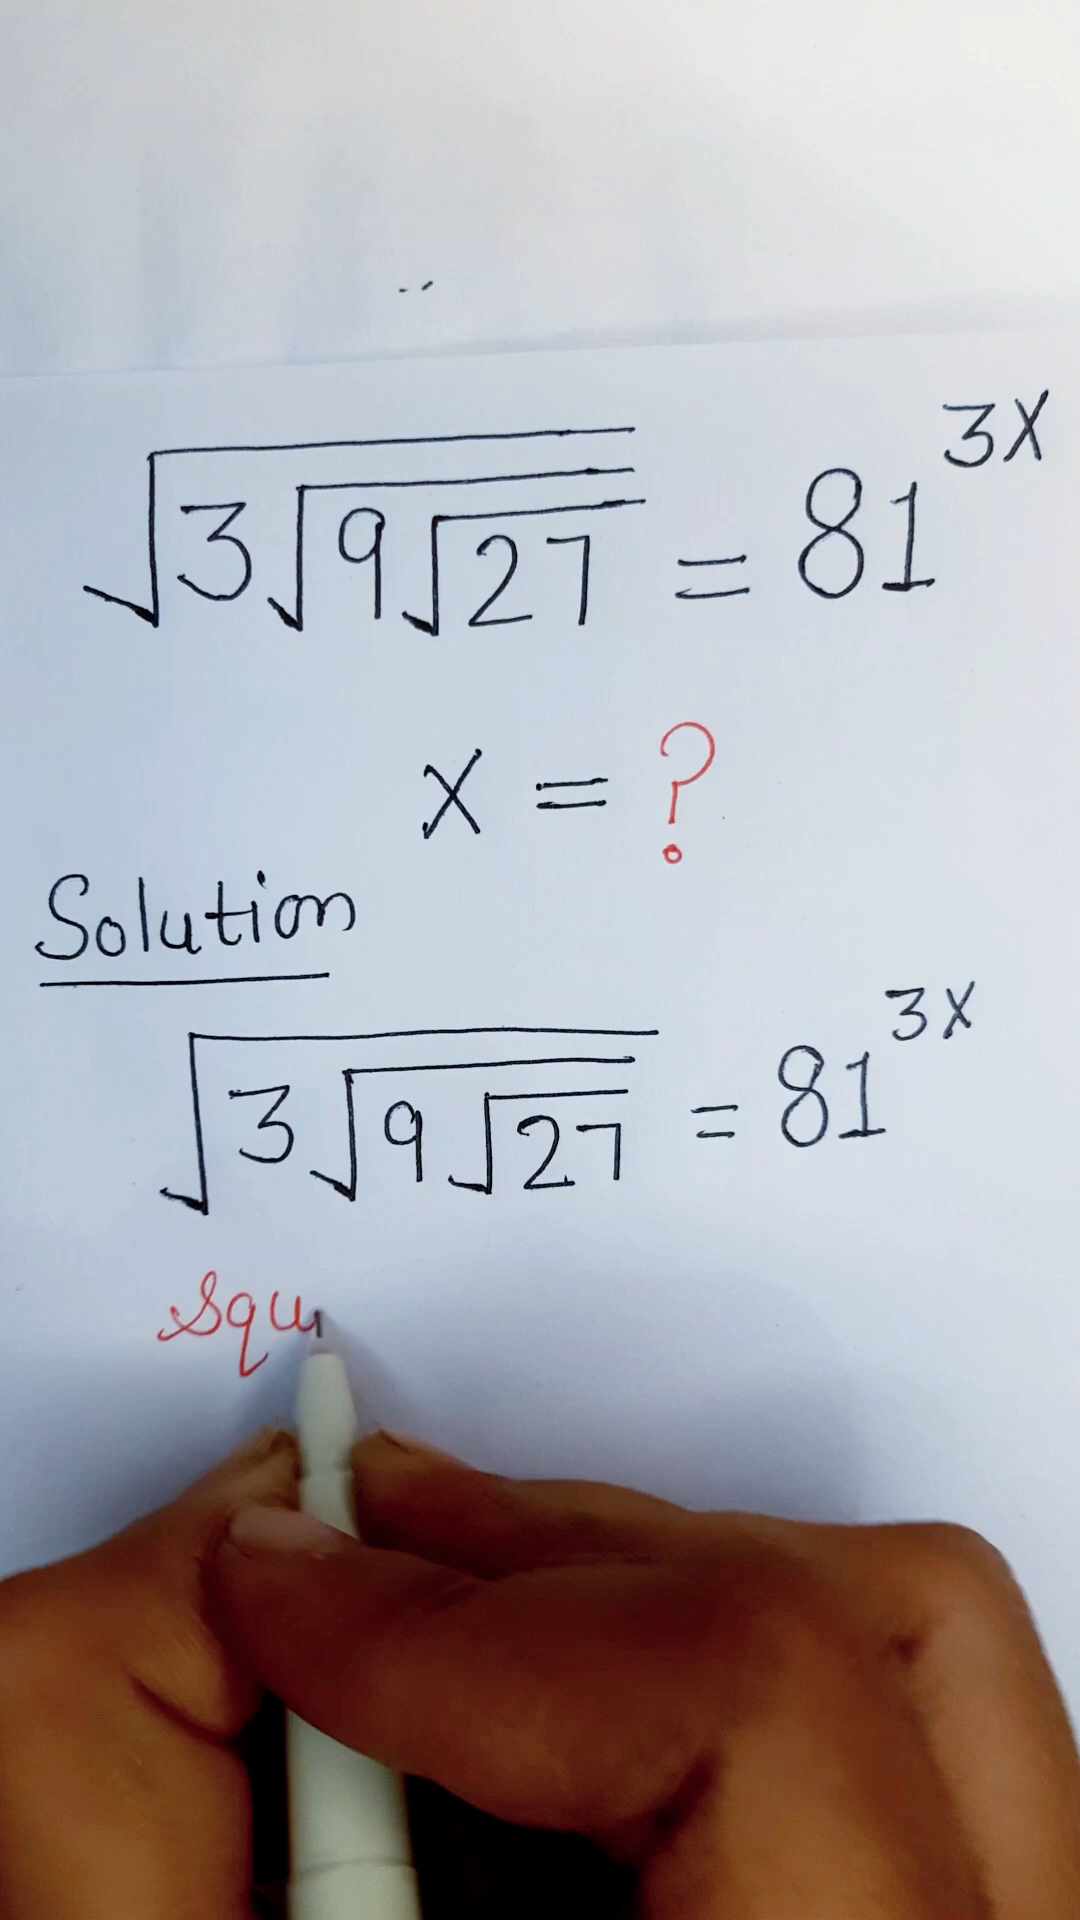 √3√9√27 = 81^3x
x = ?
Solution
√3√9√27 = 81^3x
squ